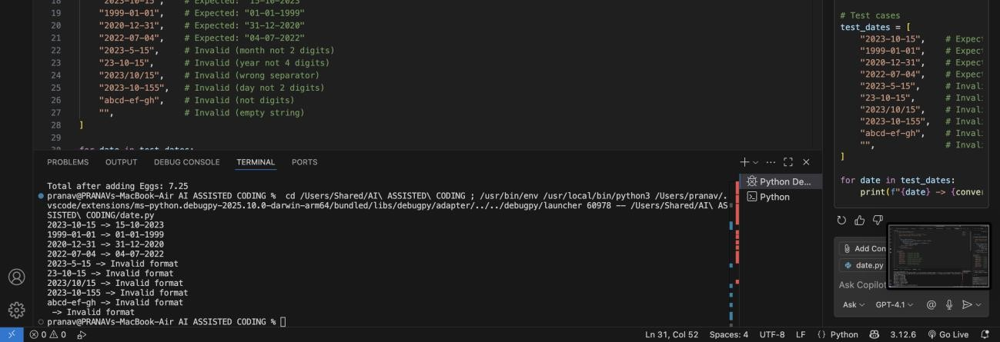 18 "2023-10-15", # Expected: "15-10-2023"
19 "1999-01-01", # Expected: "01-01-1999"
20 "2020-12-31", # Expected: "31-12-2020"
21 "2022-07-04", # Expected: "04-07-2022"
22 "2023-5-15", # Invalid (month not 2 digits)
23 "23-10-15", # Invalid (year not 4 digits)
24 "2023/10/15", # Invalid (wrong separator)
25 "2023-10-155", # Invalid (day not 2 digits)
26 "abcd-ef-gh", # Invalid (not digits)
27 "", # Invalid (empty string)
28 ]
29
30 for date in test_dates:
PROBLEMS OUTPUT DEBUG CONSOLE TERMINAL PORTS
Total after adding Eggs: 7.25
pranav@PRANAVs-MacBook-Air AI ASSISTED CODING % cd /Users/Shared/AI\ ASSISTED\ CODING ; /usr/bin/env /usr/local/bin/python3 /Users/pranav/.
vscode/extensions/ms-python.debugpy-2025.10.0-darwin-arm64/bundled/libs/debugpy/adapter/../../debugpy/launcher 60978 -- /Users/Shared/AI\ AS
SISTED\ CODING/date.py
2023-10-15 -> 15-10-2023
1999-01-01 -> 01-01-1999
2020-12-31 -> 31-12-2020
2022-07-04 -> 04-07-2022
2023-5-15 -> Invalid format
23-10-15 -> Invalid format
2023/10/15 -> Invalid format
2023-10-155 -> Invalid format
abcd-ef-gh -> Invalid format
-> Invalid format
pranav@PRANAVs-MacBook-Air AI ASSISTED CODING %
Python De...
Python
# Test cases
test_dates = [
"2023-10-15", # Expect
"1999-01-01", # Expect
"2020-12-31", # Expect
"2022-07-04", # Expect
"2023-5-15", # Inval
"23-10-15", # Inval
"2023/10/15", # Inval
"2023-10-155", # Inval
"abcd-ef-gh", # Inval
"", # Inval
]
for date in test_dates:
print(f"{date} -> {conve
Add Con
date.py
Ask Copilot
Ask GPT-4.1
0 0 Ln 31, Col 52 Spaces: 4 UTF-8 LF {} Python 3.12.6 Go Live